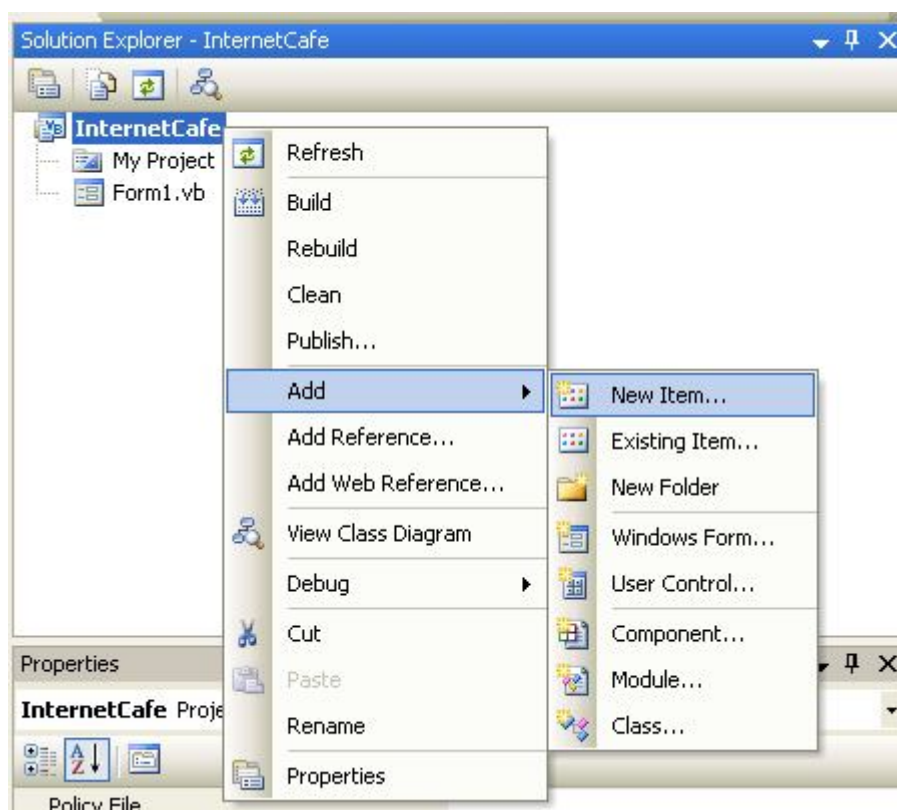 Solution Explorer - InternetCafe
InternetCafe
My Project
Form1.vb
Refresh
Build
Rebuild
Clean
Publish...
Add
Add Reference...
Add Web Reference...
View Class Diagram
Debug
Cut
Paste
Rename
Properties
New Item...
Existing Item...
New Folder
Windows Form...
User Control...
Component...
Module...
Class...
Properties
InternetCafe Proje
Policy File